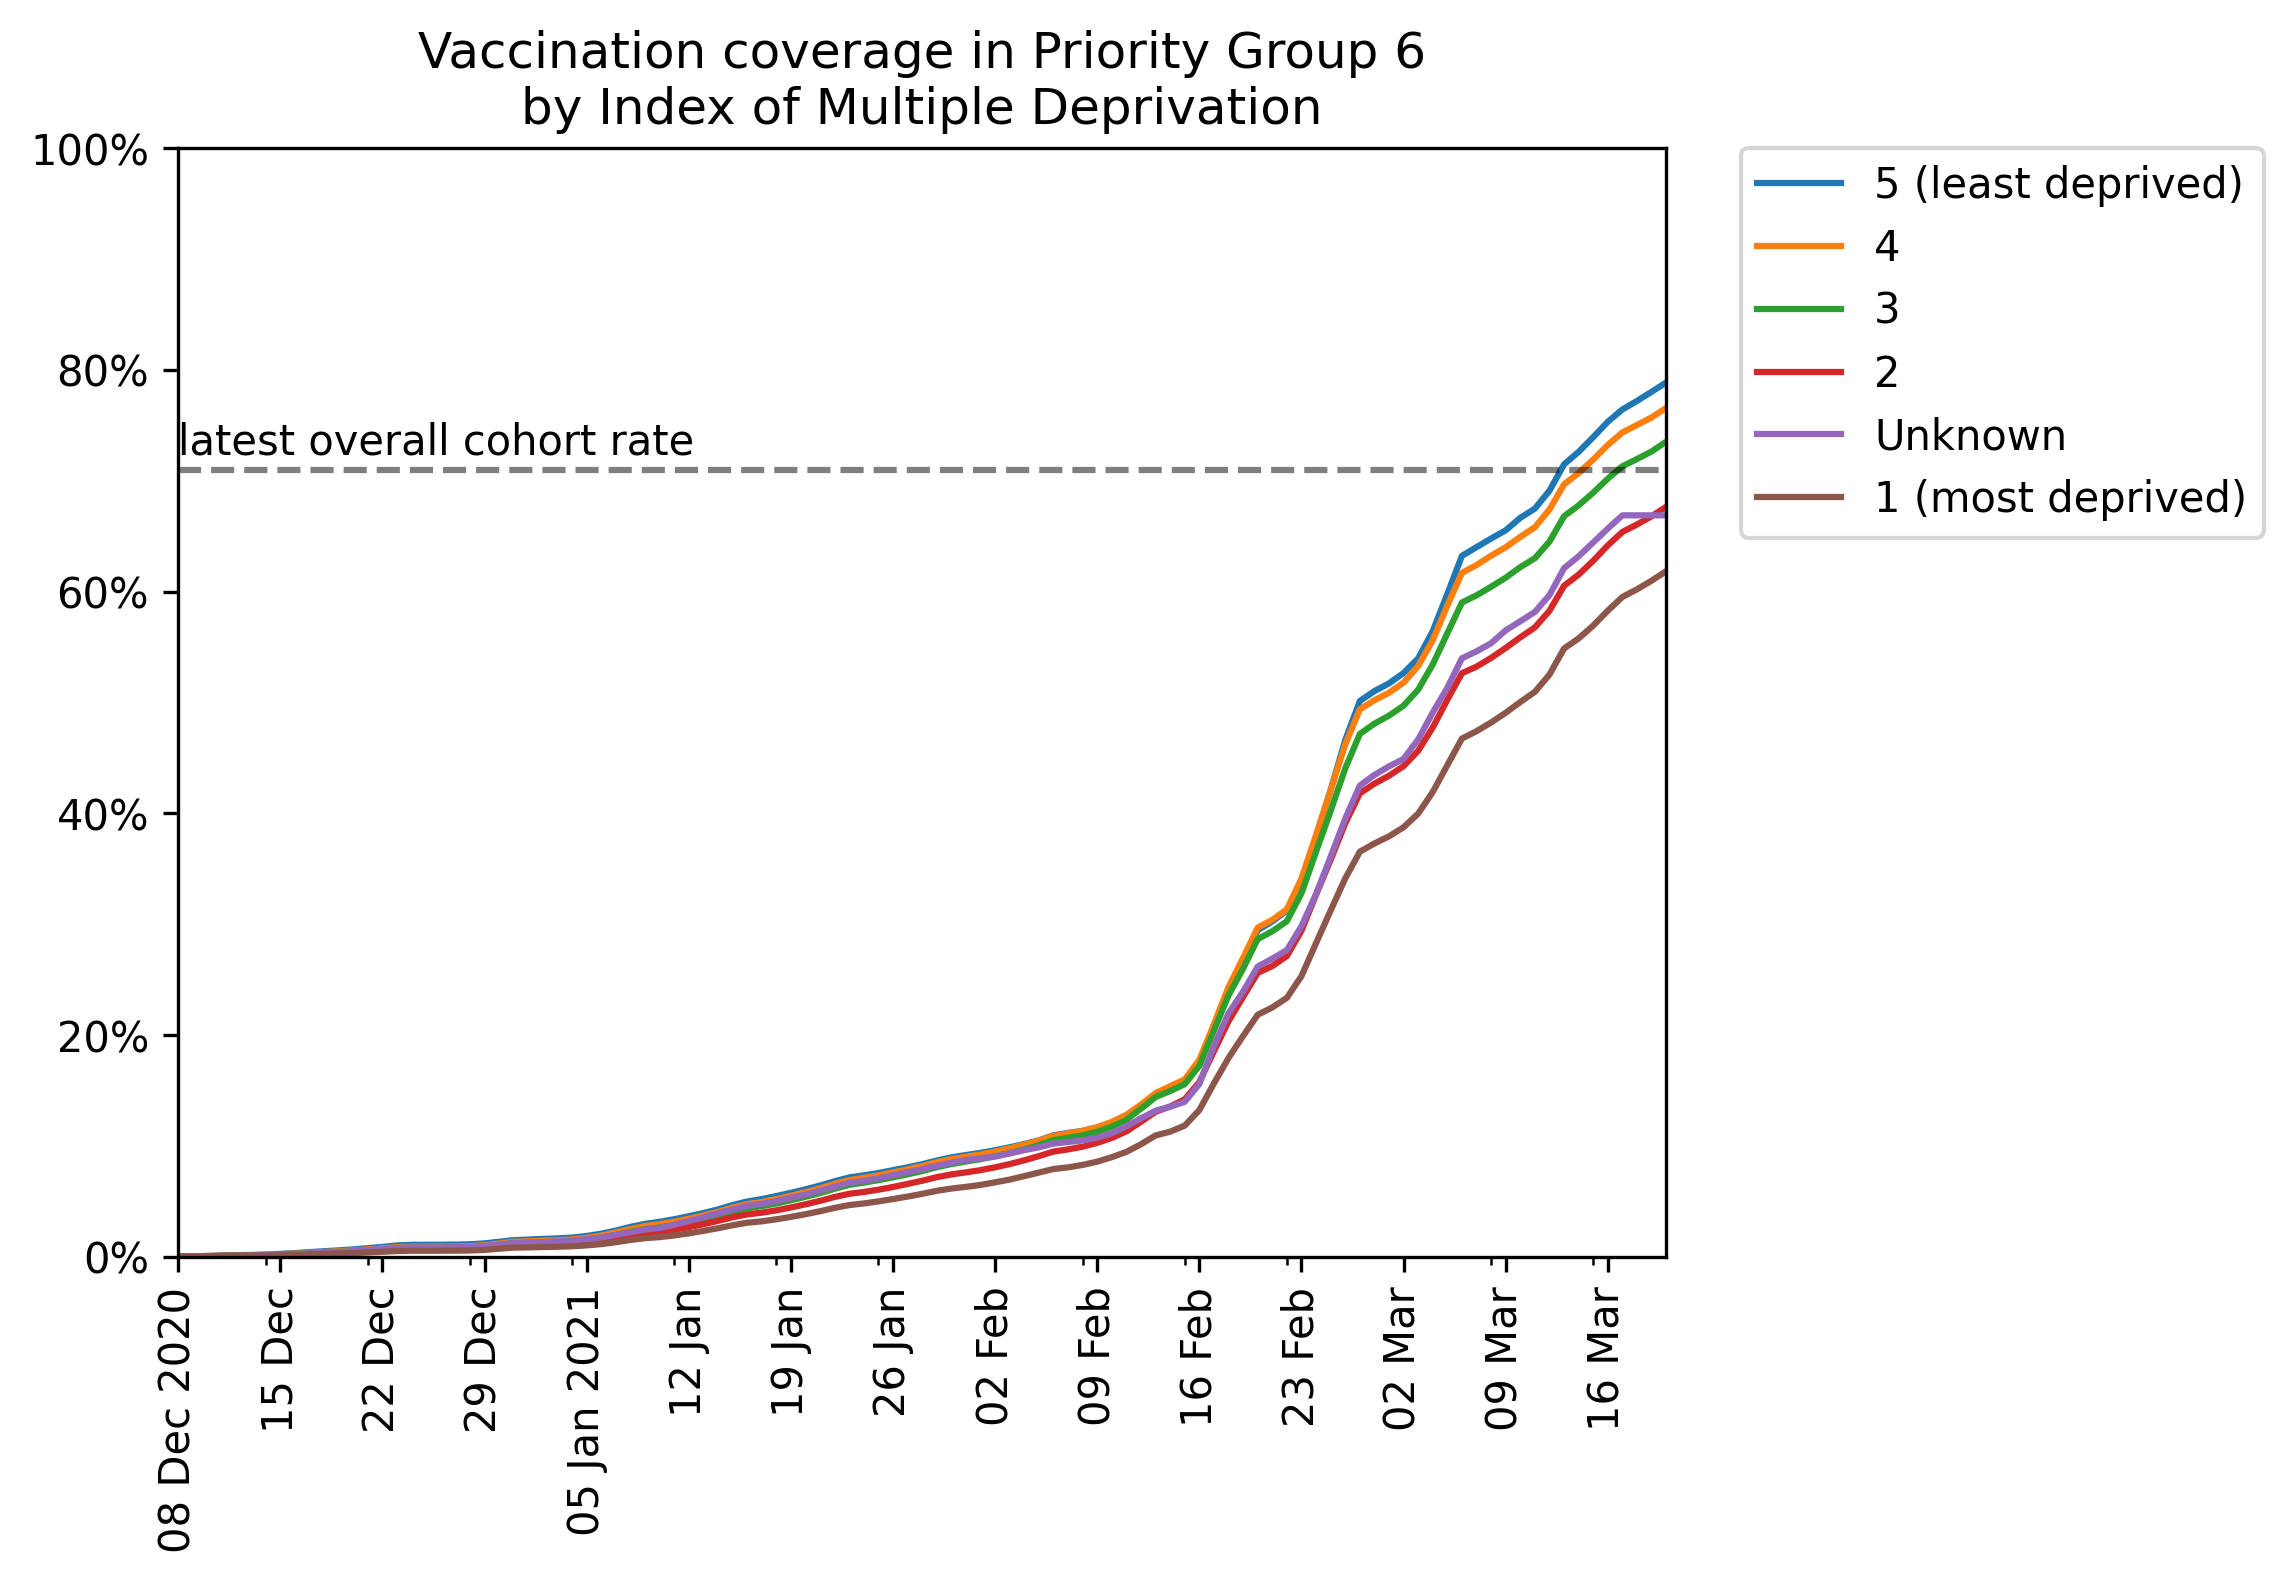 Vaccination coverage in Priority Group 6
by Index of Multiple Deprivation
100%
80%
60%
40%
20%
0%
latest overall cohort rate
08 Dec 2020
15 Dec
22 Dec
29 Dec
05 Jan 2021
12 Jan
19 Jan
26 Jan
02 Feb
09 Feb
16 Feb
23 Feb
02 Mar
09 Mar
16 Mar
5 (least deprived)
4
3
2
Unknown
1 (most deprived)